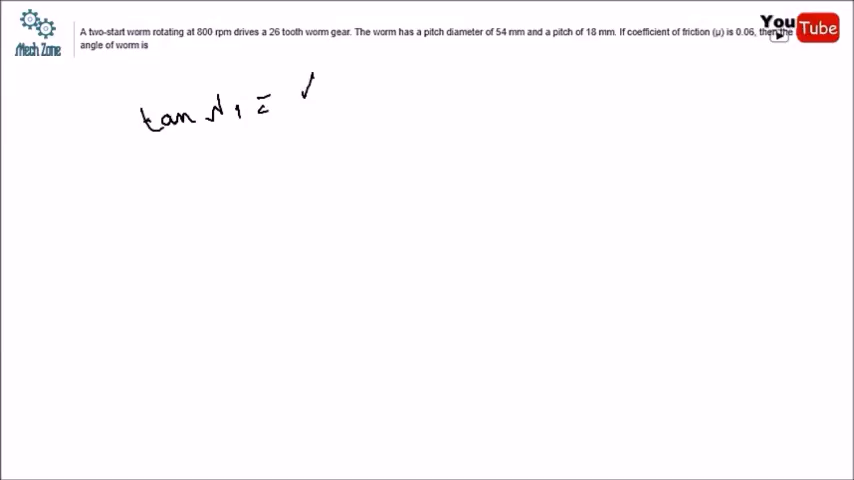 You
Tube
A two-start worm rotating at 800 rpm drives a 26 tooth worm gear. The worm has a pitch diameter of 54 mm and a pitch of 18 mm. If coefficient of friction (μ) is 0.06, then the
angle of worm is
Mech Zone
tan =